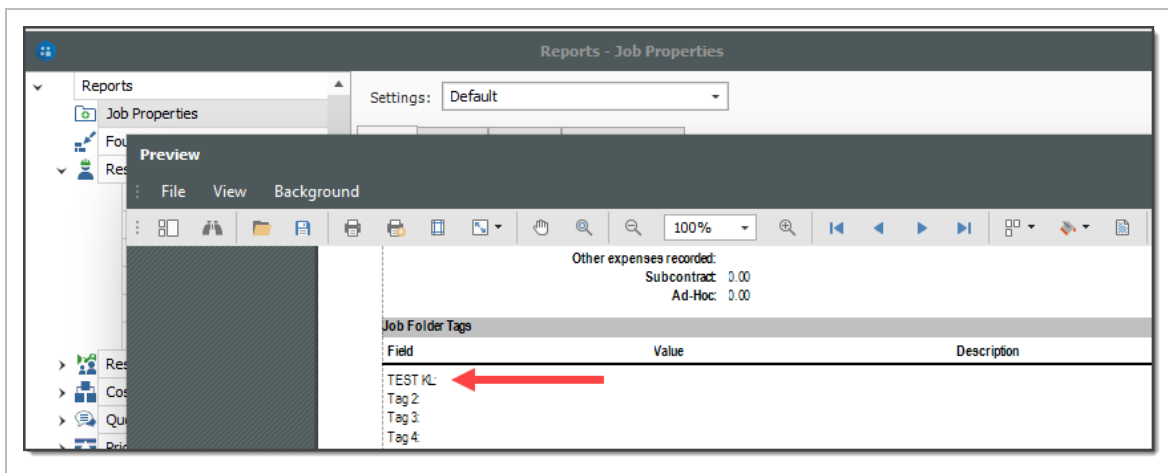 Reports - Job Properties
Reports
Settings: Default
Job Properties
Fou
Preview
Res
File View Background
100%
Other expenses recorded:
Subcontract: 0.00
Ad-Hoc: 0.00
Job Folder Tags
Field Value Description
TEST KL:
Tag 2:
Tag 3:
Tag 4:
Res
Cos
Quo
Pric